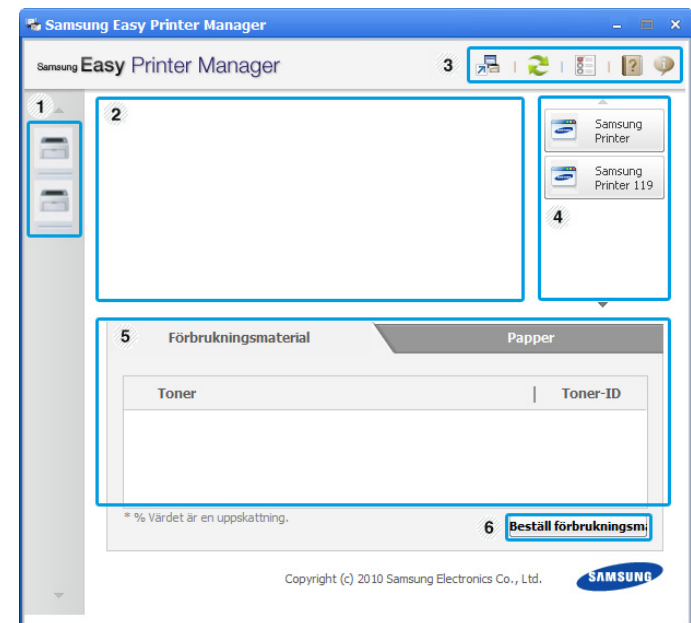 Samsung Easy Printer Manager
Samsung Easy Printer Manager
3
1
2
Samsung
Printer
Samsung
Printer 119
4
5
Förbrukningsmaterial
Papper
Toner
Toner-ID
* % Värdet är en uppskattning.
6
Beställ förbrukningsm
Copyright (c) 2010 Samsung Electronics Co., Ltd.
SAMSUNG